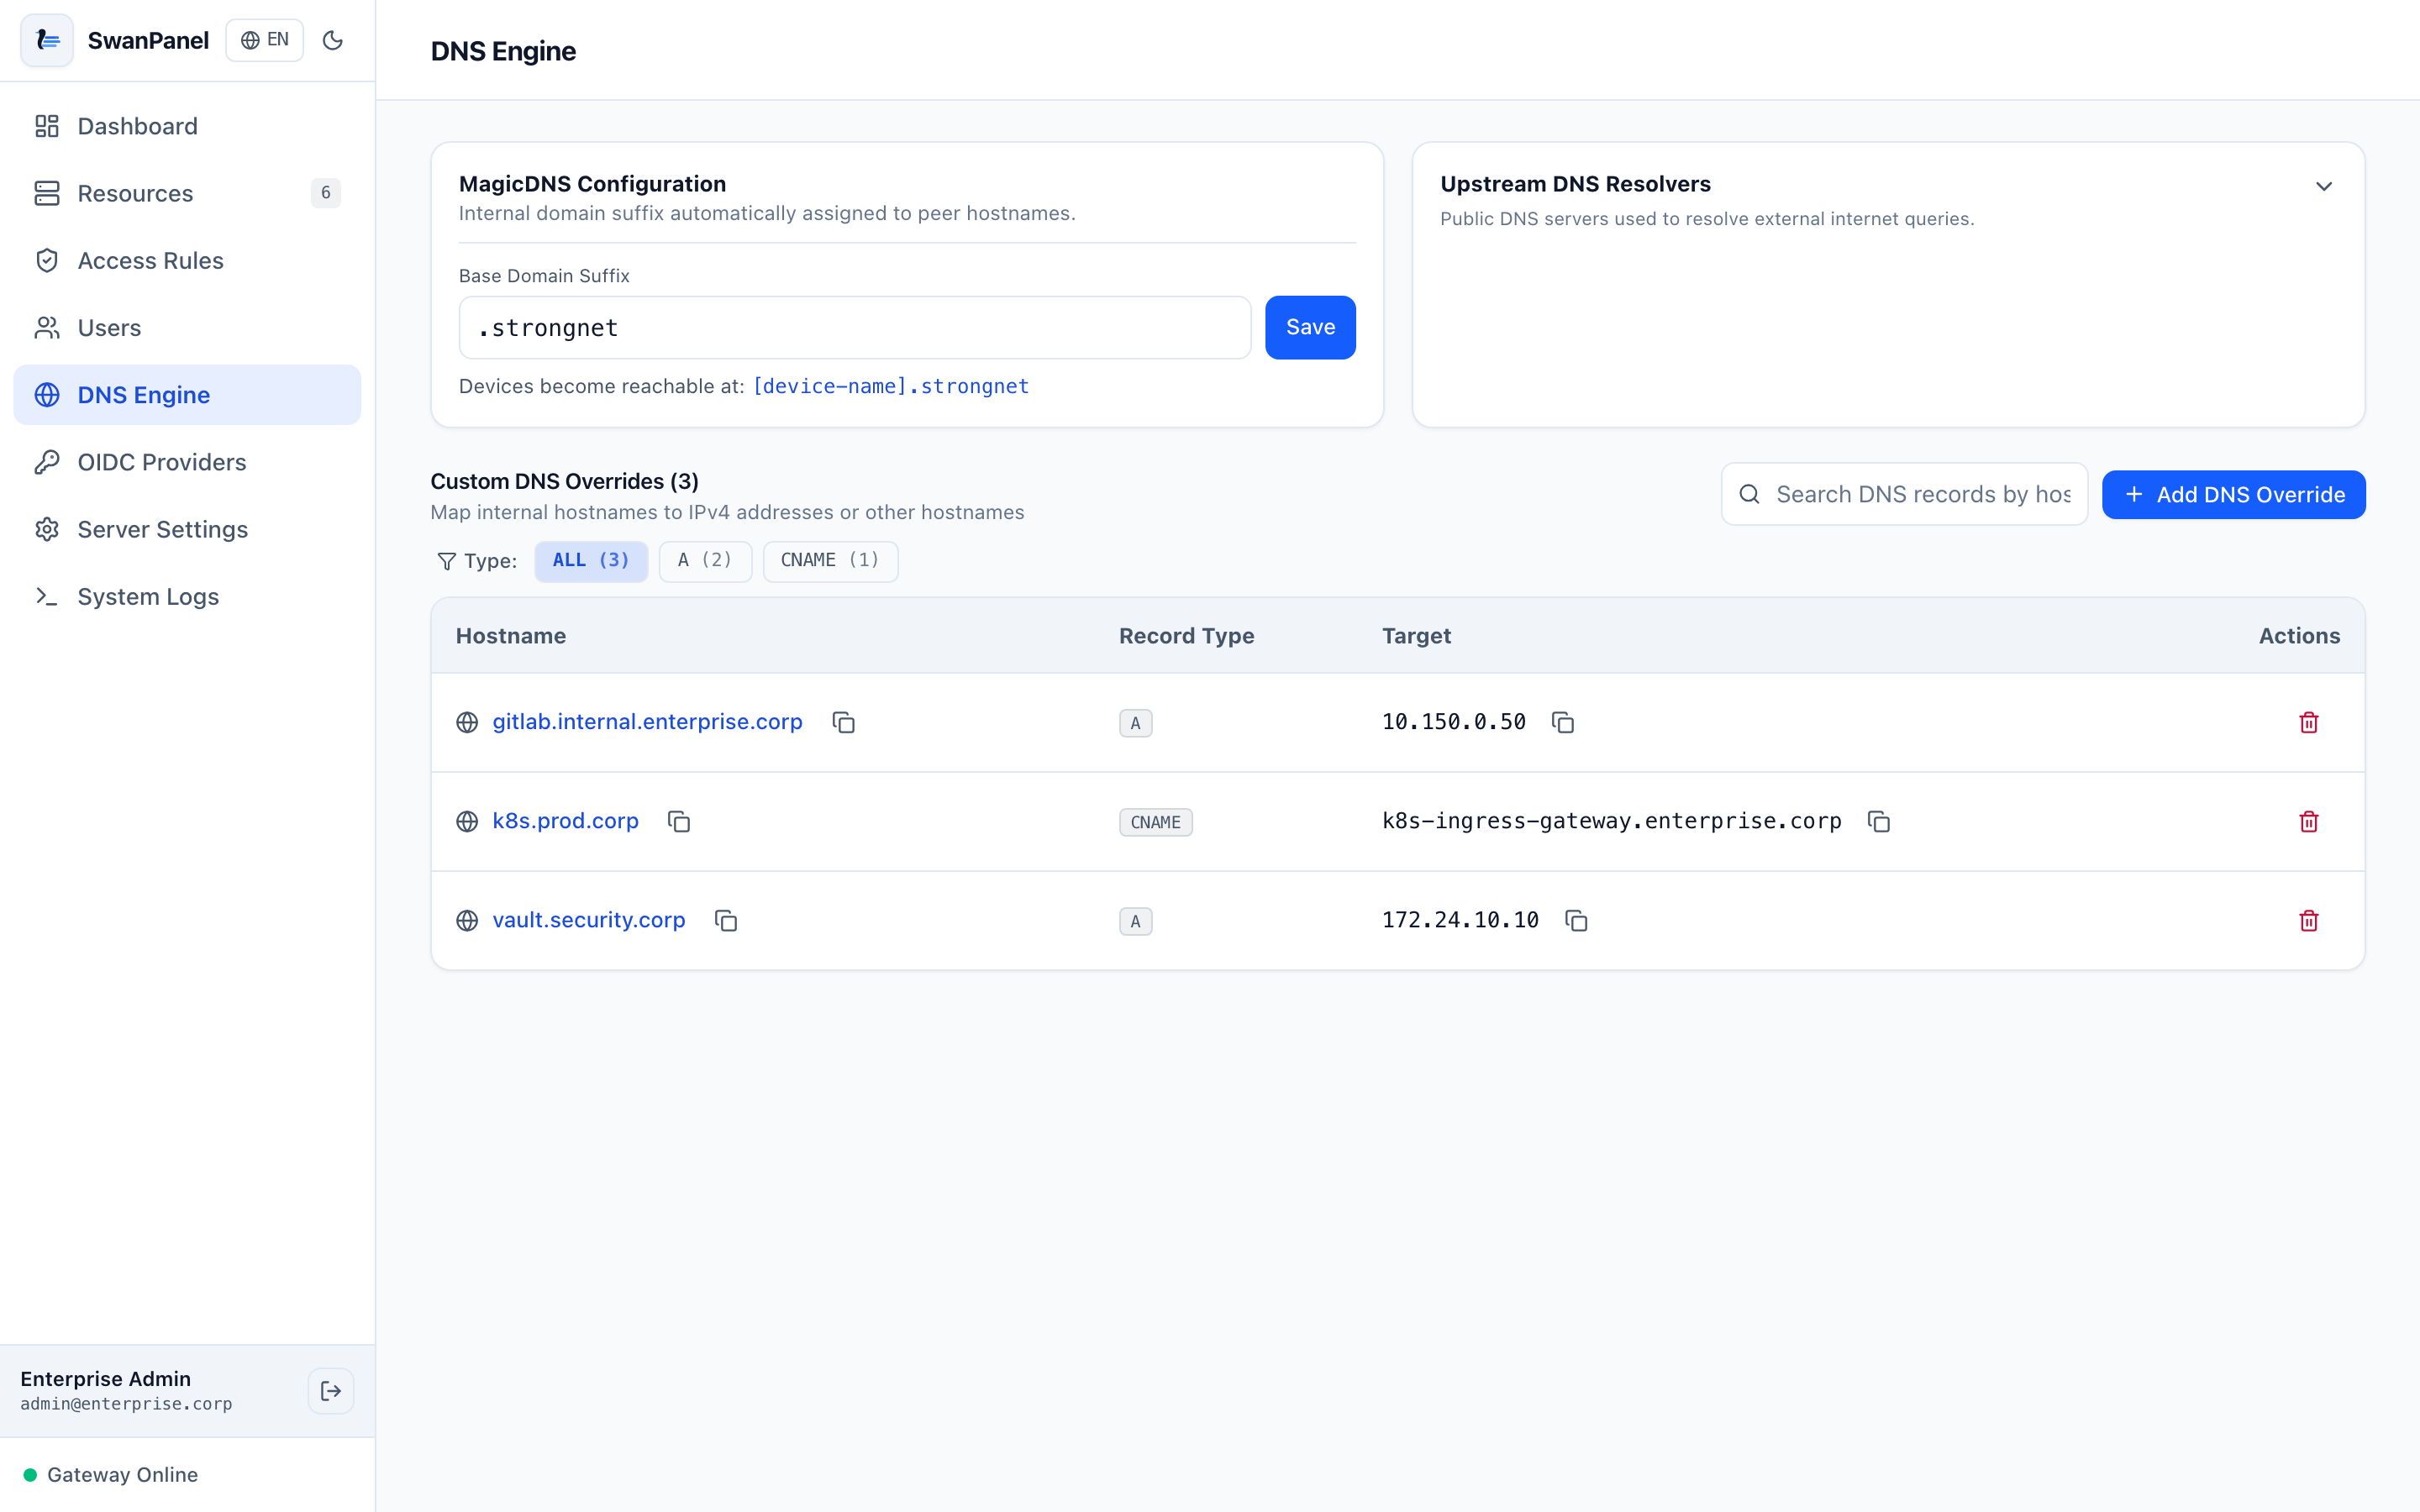 SwanPanel
EN
Dashboard
Resources
6
Access Rules
Users
DNS Engine
OIDC Providers
Server Settings
System Logs
Enterprise Admin
admin@enterprise.corp
Gateway Online
DNS Engine
MagicDNS Configuration
Internal domain suffix automatically assigned to peer hostnames.
Base Domain Suffix
.strongnet
Save
Devices become reachable at: [device-name].strongnet
Upstream DNS Resolvers
Public DNS servers used to resolve external internet queries.
Custom DNS Overrides (3)
Map internal hostnames to IPv4 addresses or other hostnames
Search DNS records by hos
Add DNS Override
Type: ALL (3) A (2) CNAME (1)
Hostname Record Type Target Actions
gitlab.internal.enterprise.corp A 10.150.0.50
k8s.prod.corp CNAME k8s-ingress-gateway.enterprise.corp
vault.security.corp A 172.24.10.10